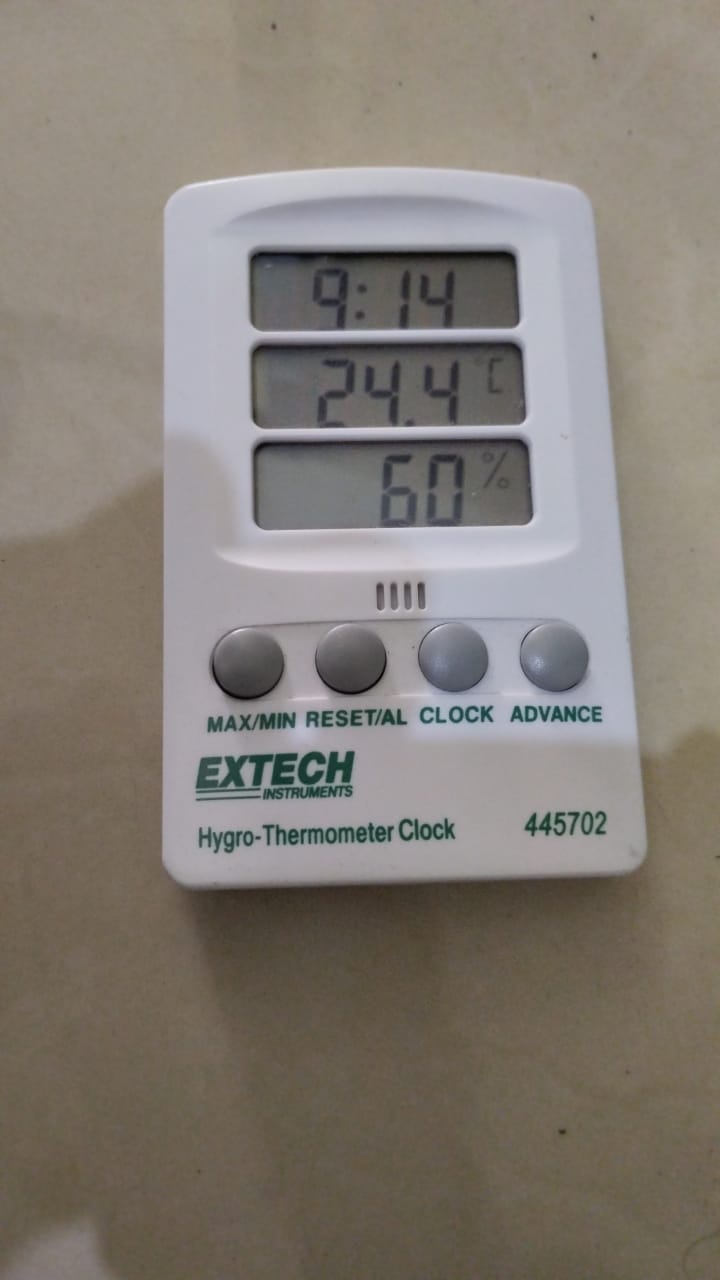 9:14
24.4 °C
60 %
MAX/MIN RESET/AL CLOCK ADVANCE
EXTECH
INSTRUMENTS
Hygro-Thermometer Clock 445702